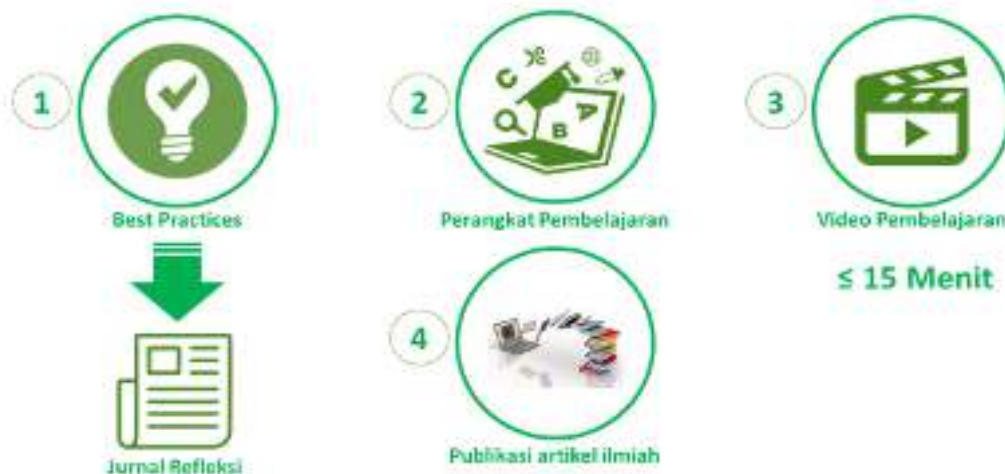 1
Best Practices
Jurnal Refleksi
2
Perangkat Pembelajaran
3
Video Pembelajaran
≤ 15 Menit
4
Publikasi artikel ilmiah
A
B